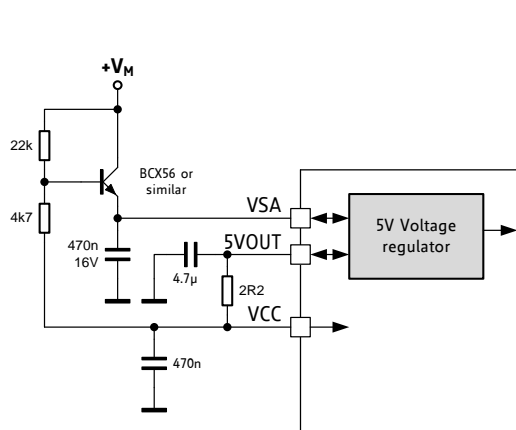 +VM
22k
BCX56 or
similar
4k7
VSA
5V Voltage
regulator
470n
16V
5VOUT
4.7µ
2R2
VCC
470n